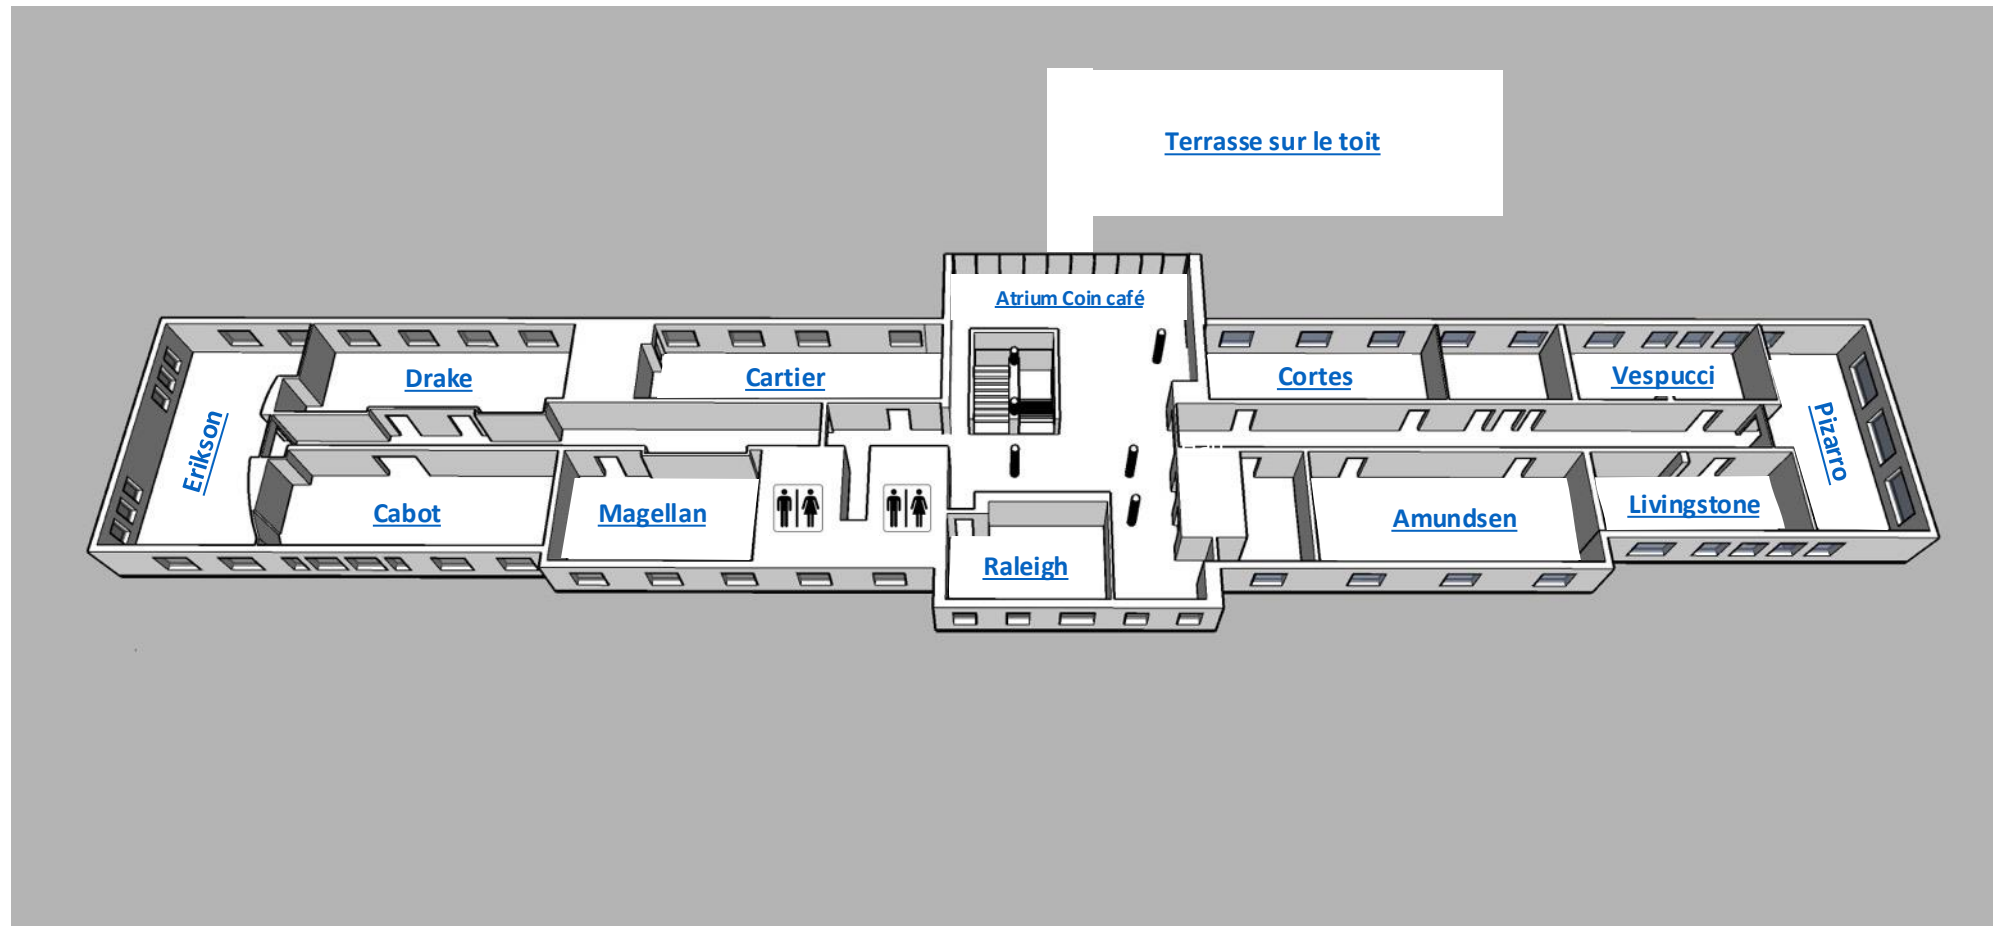 Terrasse sur le toit
Atrium Coin café
Drake
Cartier
Cortes
Vespucci
Erikson
Pizarro
Cabot
Magellan
Raleigh
Amundsen
Livingstone